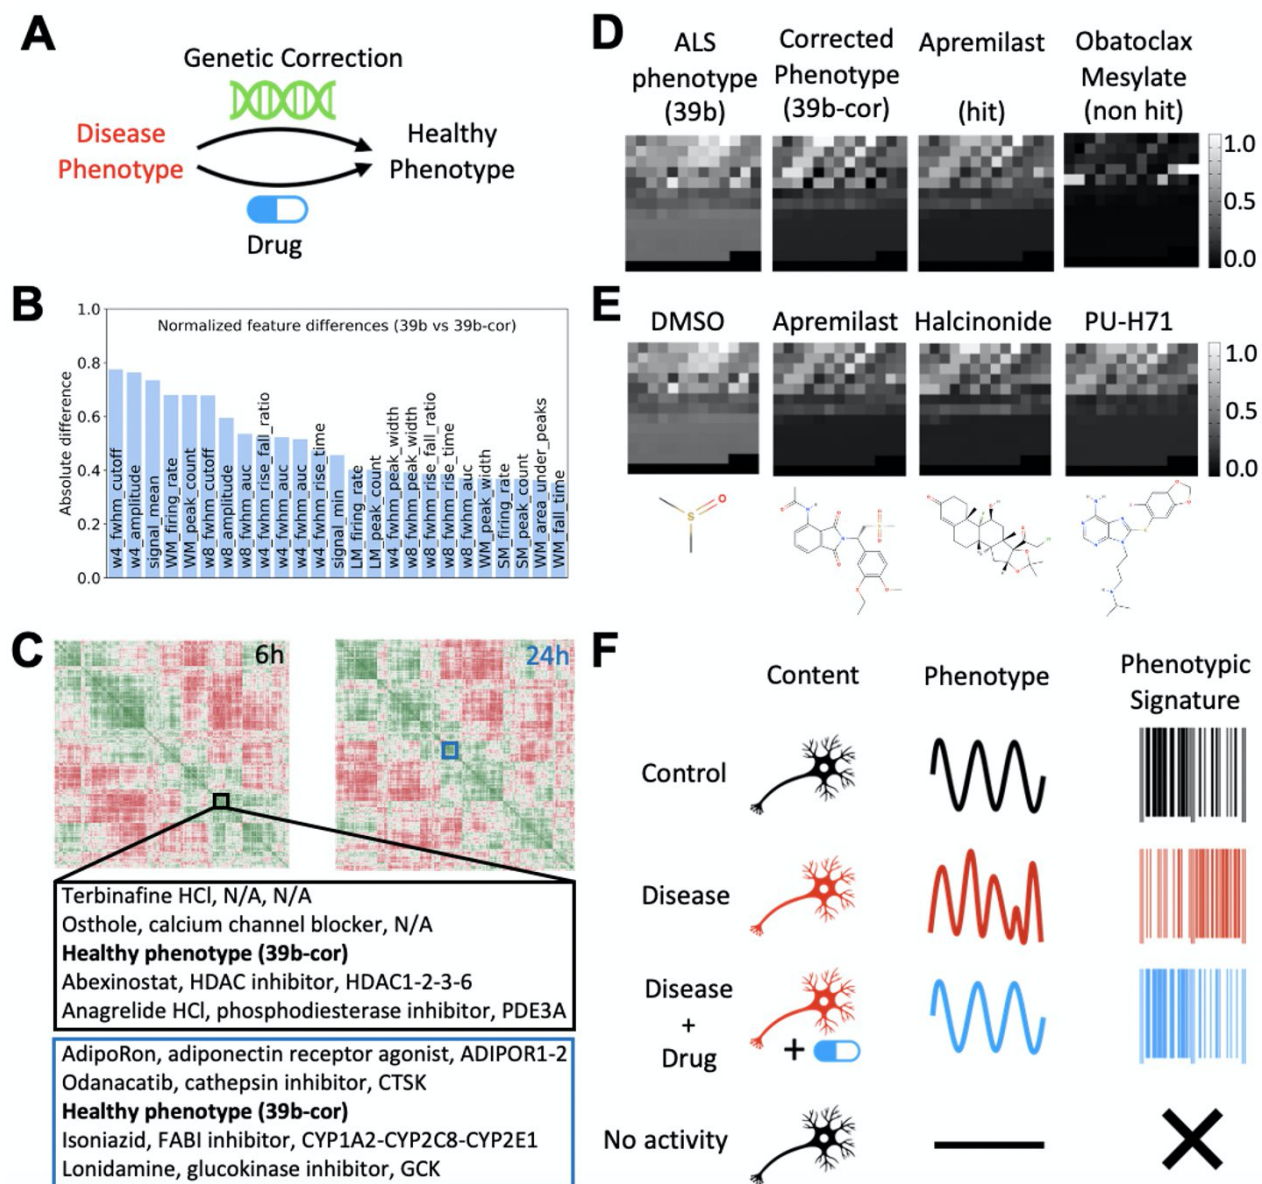 A
Genetic Correction
Disease
Phenotype
Healthy
Phenotype
Drug
B
Normalized feature differences (39b vs 39b-cor)
Absolute difference
1.0
0.8
0.6
0.4
0.2
0.0
w4_fwhm_cutoff
w4_amplitude
signal_mean
WM_firing_rate
WM_peak_count
w8_fwhm_cutoff
w8_amplitude
w8_fwhm_auc
w4_fwhm_rise_fall_ratio
w4_fwhm_auc
w4_fwhm_auc
w4_fwhm_rise_time
signal_min
LM_firing_rate
LM_peak_count
w4_fwhm_peak_width
w8_fwhm_peak_width
w8_fwhm_rise_fall_ratio
w8_fwhm_rise_time
w8_fwhm_auc
WM_peak_width
SM_firing_rate
SM_peak_count
WM_area_under_peaks
WM_fall_time
C
6h
24h
Terbinafine HCl, N/A, N/A
Osthole, calcium channel blocker, N/A
Healthy phenotype (39b-cor)
Abexinostat, HDAC inhibitor, HDAC1-2-3-6
Anagrelide HCl, phosphodiesterase inhibitor, PDE3A
AdipoRon, adiponectin receptor agonist, ADIPOR1-2
Odanacatib, cathepsin inhibitor, CTSK
Healthy phenotype (39b-cor)
Isoniazid, FABI inhibitor, CYP1A2-CYP2C8-CYP2E1
Lonidamine, glucokinase inhibitor, GCK
D
ALS
phenotype
(39b)
Corrected
Phenotype
(39b-cor)
Apremilast
(hit)
Obatoclax
Mesylate
(non hit)
1.0
0.5
0.0
E
DMSO
Apremilast
Halcinonide
PU-H71
1.0
0.5
0.0
F
Content
Phenotype
Phenotypic
Signature
Control
Disease
Disease
+
Drug
+
No activity